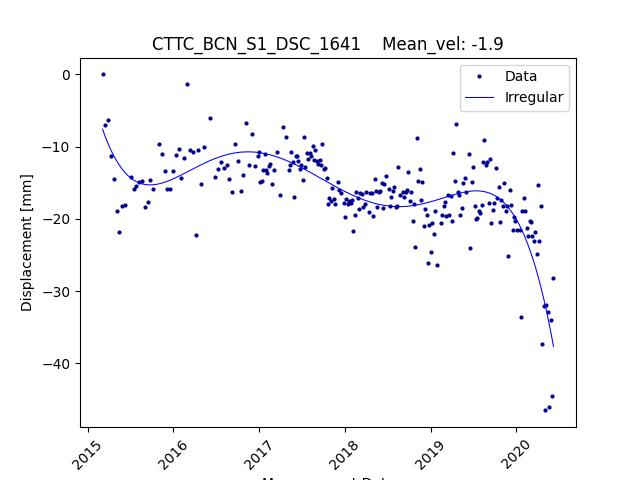 CTTC_BCN_S1_DSC_1641    Mean_vel: -1.9
Data
Irregular
Displacement [mm]
0
−10
−20
−30
−40
2015
2016
2017
2018
2019
2020